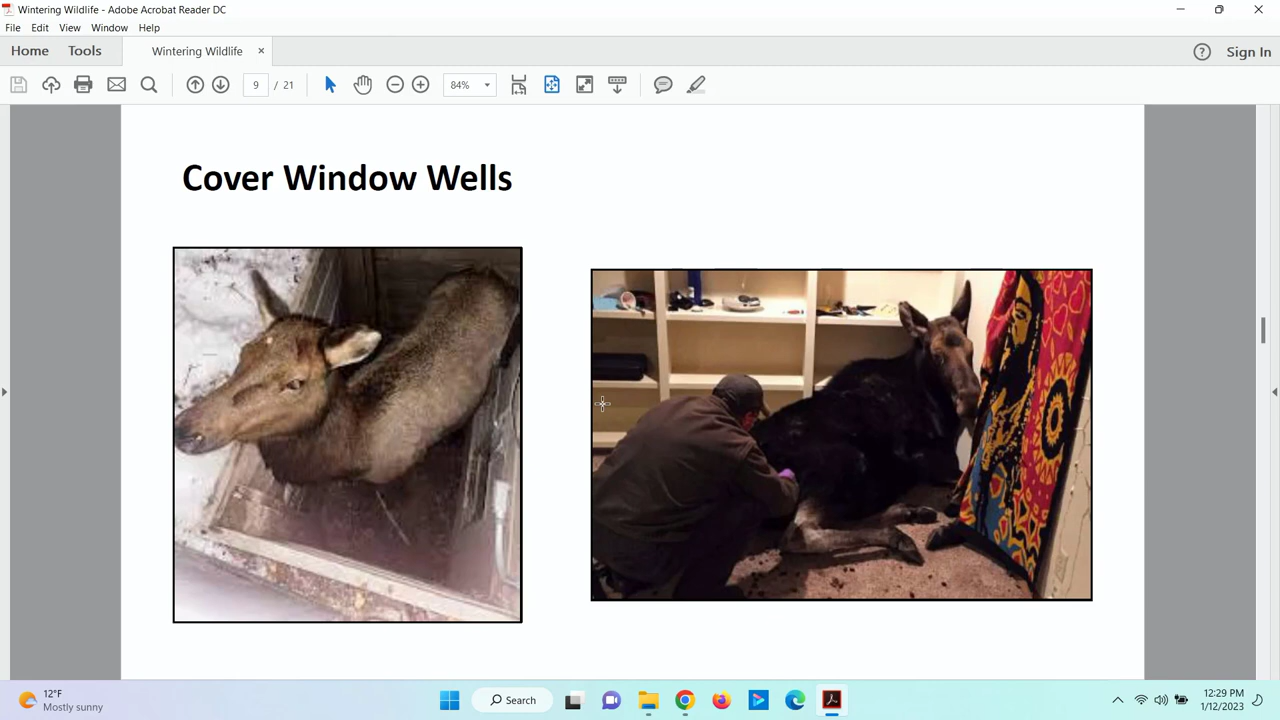 Wintering Wildlife - Adobe Acrobat Reader DC
File Edit View Window Help
Home Tools Wintering Wildlife × ? Sign In
9 / 21 84%
Cover Window Wells
12°F
Mostly sunny
Search
12:29 PM
1/12/2023